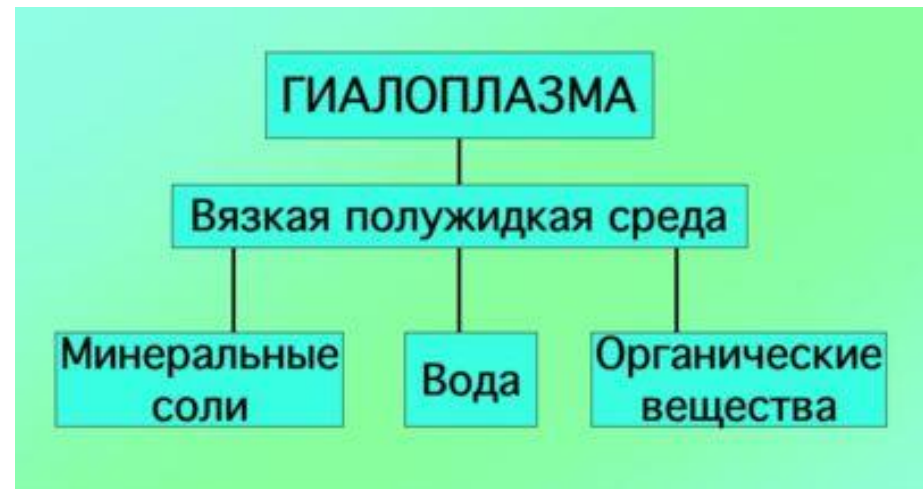 ГИАЛОПЛАЗМА
Вязкая полужидкая среда
Минеральные
соли
Вода
Органические
вещества